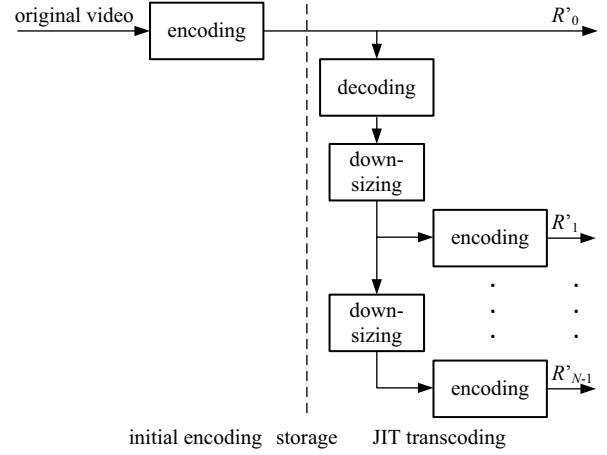 original video
encoding
R'0
decoding
down-
sizing
encoding
R'1
down-
sizing
encoding
R'N-1
initial encoding
storage
JIT transcoding